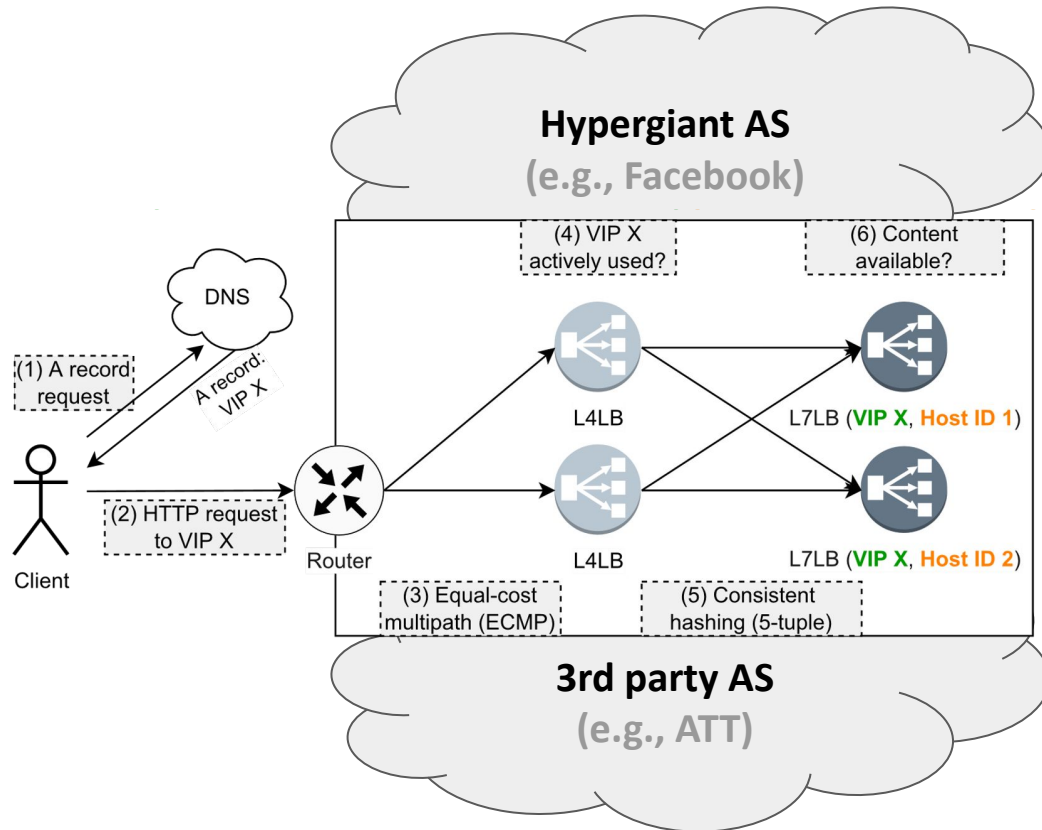 Hypergiant AS
(e.g., Facebook)
(4) VIP X
actively used?
(6) Content
available?
DNS
(1) A record
request
A record:
VIP X
L4LB
L7LB (VIP X, Host ID 1)
(2) HTTP request
to VIP X
Client
Router
L4LB
L7LB (VIP X, Host ID 2)
(3) Equal-cost
multipath (ECMP)
(5) Consistent
hashing (5-tuple)
3rd party AS
(e.g., ATT)